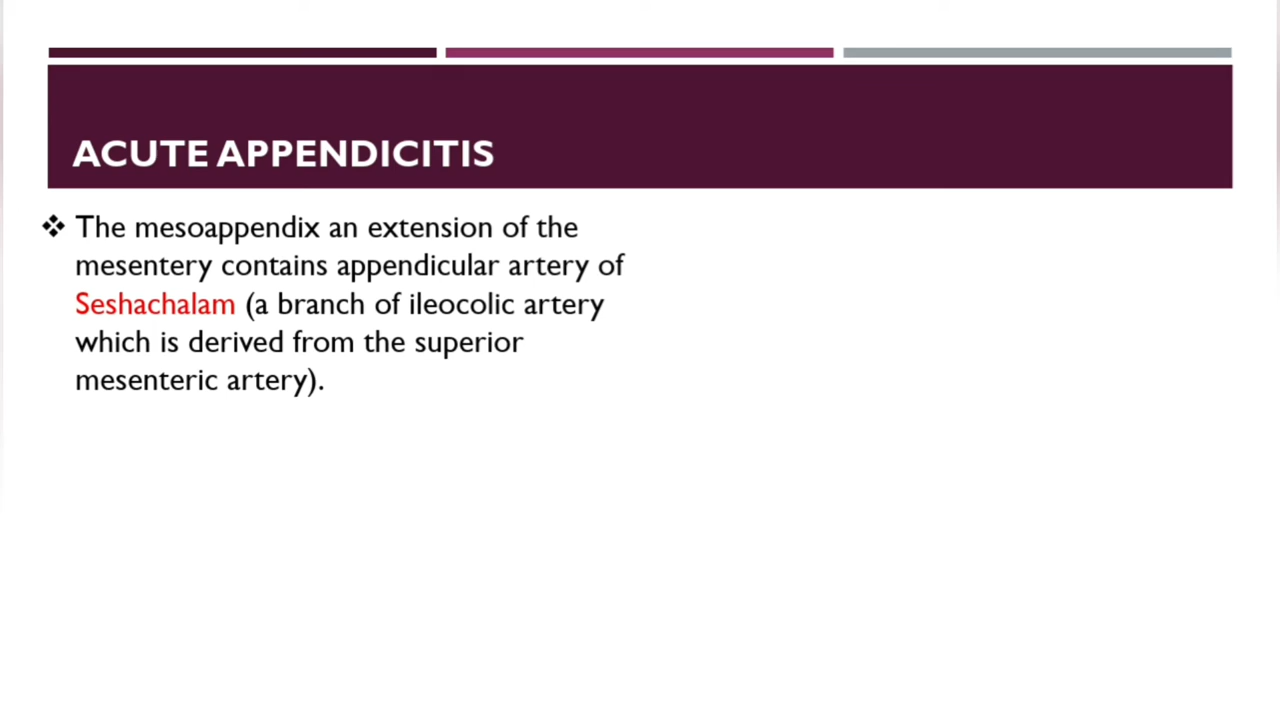 ACUTE APPENDICITIS
❖ The mesoappendix an extension of the
mesentery contains appendicular artery of
Seshachalam (a branch of ileocolic artery
which is derived from the superior
mesenteric artery).